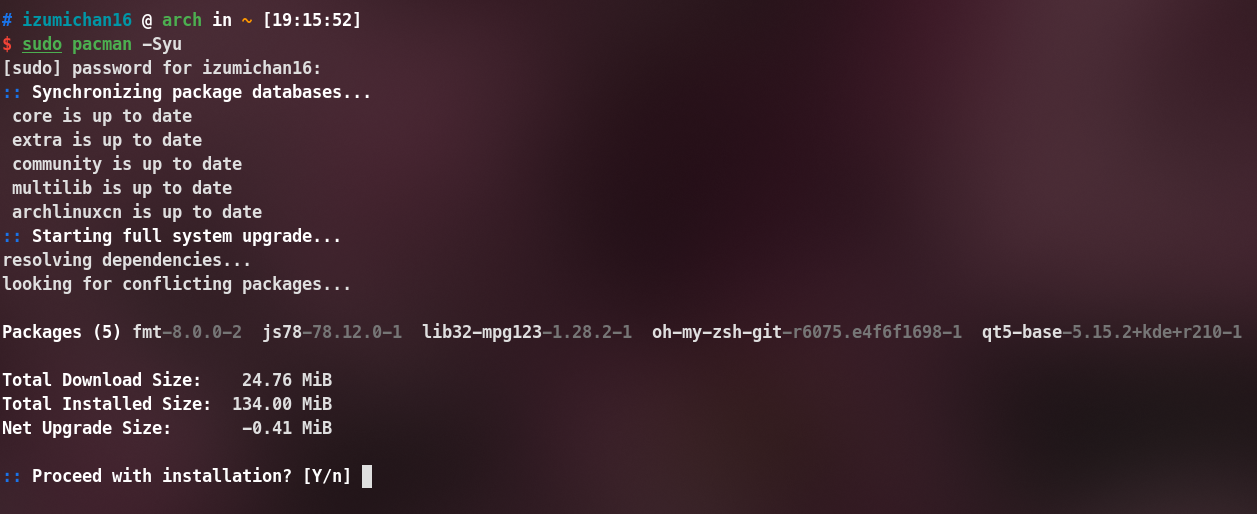 # izumichan16 @ arch in ~ [19:15:52]
$ sudo pacman -Syu
[sudo] password for izumichan16:
:: Synchronizing package databases...
 core is up to date
 extra is up to date
 community is up to date
 multilib is up to date
 archlinuxcn is up to date
:: Starting full system upgrade...
resolving dependencies...
looking for conflicting packages...

Packages (5) fmt-8.0.0-2  js78-78.12.0-1  lib32-mpg123-1.28.2-1  oh-my-zsh-git-r6075.e4f6f1698-1  qt5-base-5.15.2+kde+r210-1

Total Download Size:    24.76 MiB
Total Installed Size:  134.00 MiB
Net Upgrade Size:       -0.41 MiB

:: Proceed with installation? [Y/n]